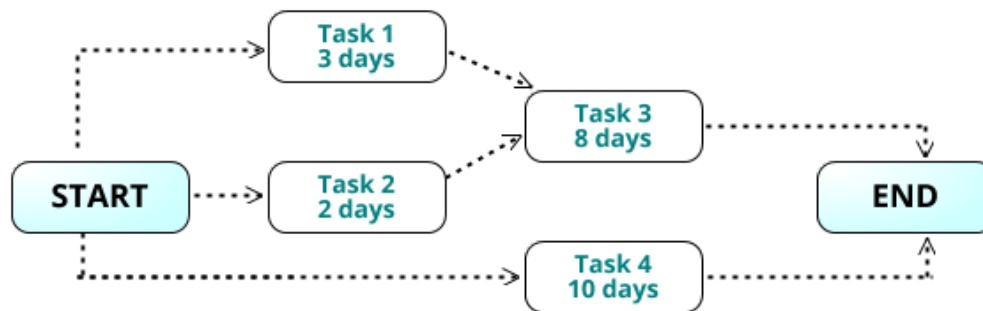 Task 1
3 days
Task 3
8 days
START
Task 2
2 days
END
Task 4
10 days